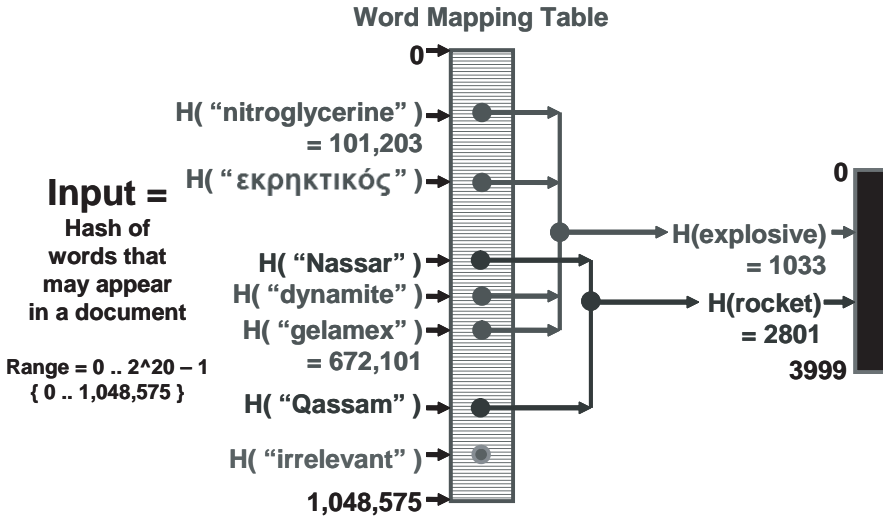 Word Mapping Table
0
H( “nitroglycerine” )
= 101,203
H( “εκρηκτικός” )
Input =
Hash of
words that
may appear
in a document
Range = 0 .. 2^20 – 1
{ 0 .. 1,048,575 }
H( “Nassar” )
H( “dynamite” )
H( “gelamex” )
= 672,101
H( “Qassam” )
H( “irrelevant” )
1,048,575
0
H(explosive)
= 1033
H(rocket)
= 2801
3999